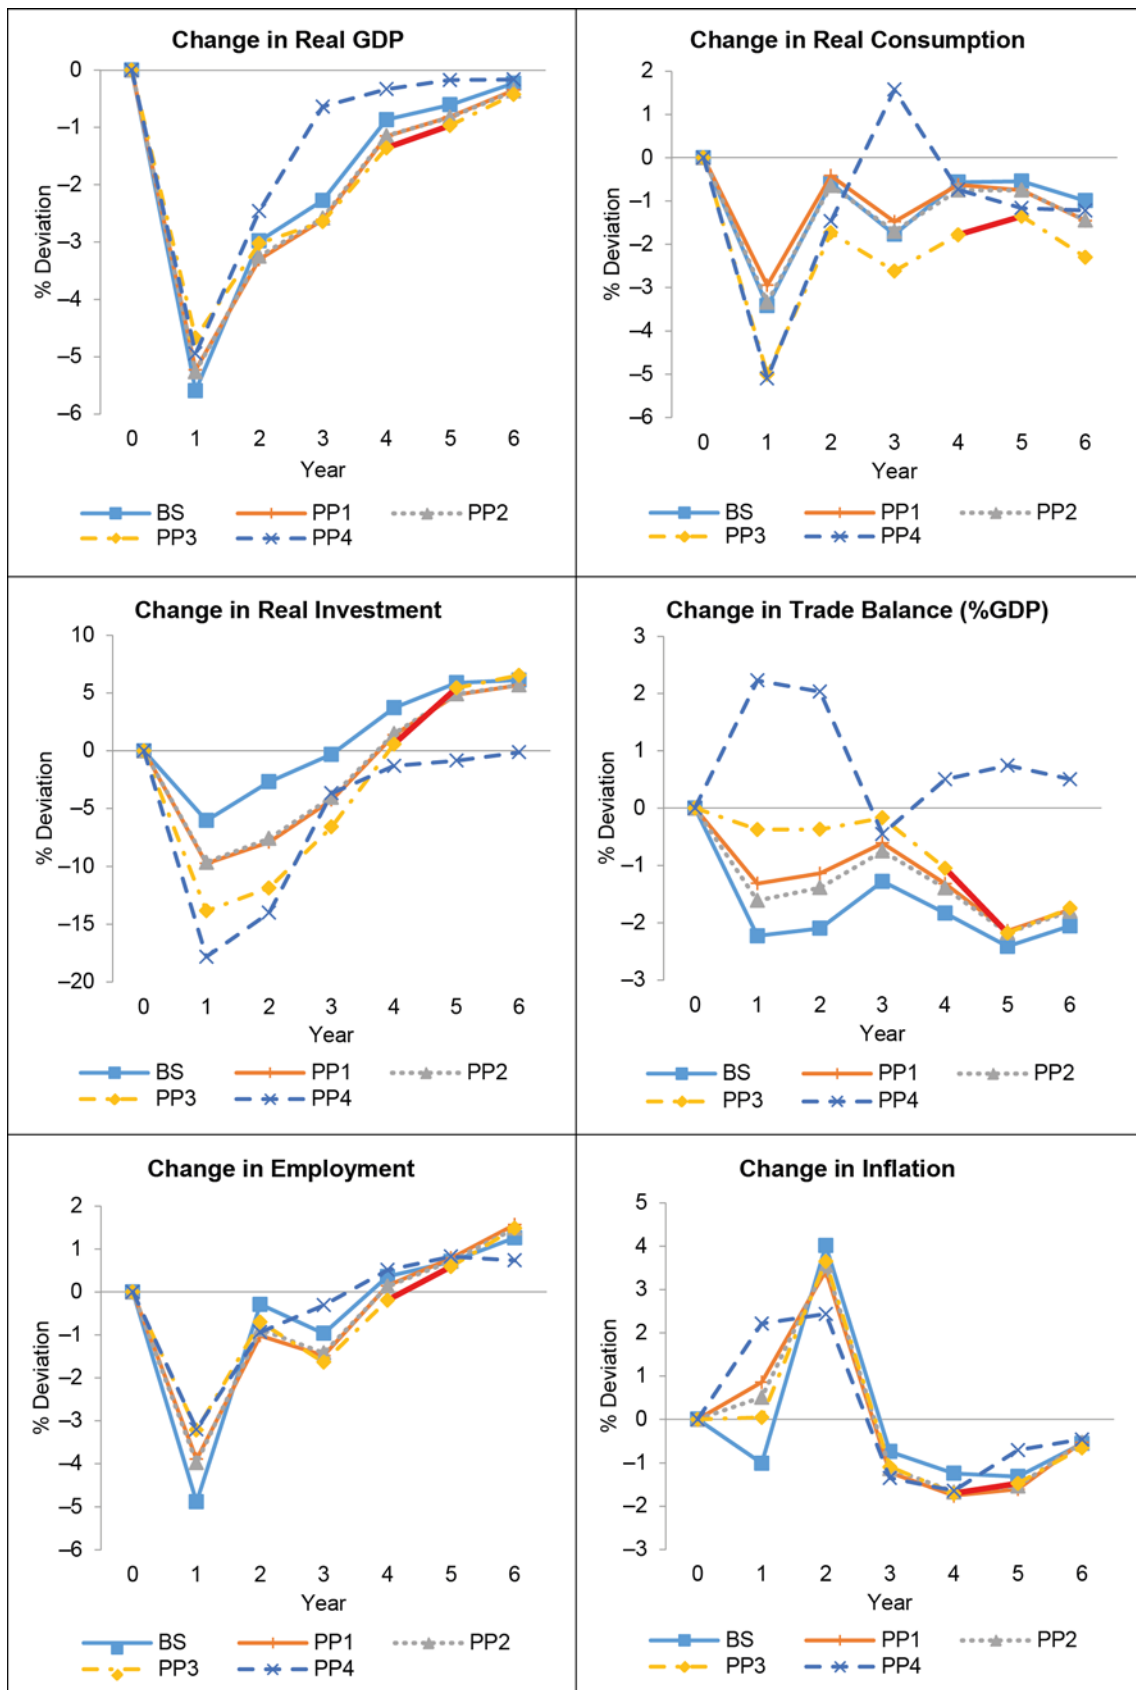 Change in Real GDP
% Deviation
0
–1
–2
–3
–4
–5
–6
0 1 2 3 4 5 6
Year
BS PP1 PP2
PP3 PP4
Change in Real Consumption
% Deviation
2
1
0
–1
–2
–3
–4
–5
–6
0 1 2 3 4 5 6
Year
BS PP1 PP2
PP3 PP4
Change in Real Investment
% Deviation
10
5
0
–5
–10
–15
–20
0 1 2 3 4 5 6
Year
BS PP1 PP2
PP3 PP4
Change in Trade Balance (%GDP)
% Deviation
3
2
1
0
–1
–2
–3
0 1 2 3 4 5 6
Year
BS PP1 PP2
PP3 PP4
Change in Employment
% Deviation
2
1
0
–1
–2
–3
–4
–5
–6
0 1 2 3 4 5 6
Year
BS PP1 PP2
PP3 PP4
Change in Inflation
% Deviation
5
4
3
2
1
0
–1
–2
–3
0 1 2 3 4 5 6
Year
BS PP1 PP2
PP3 PP4